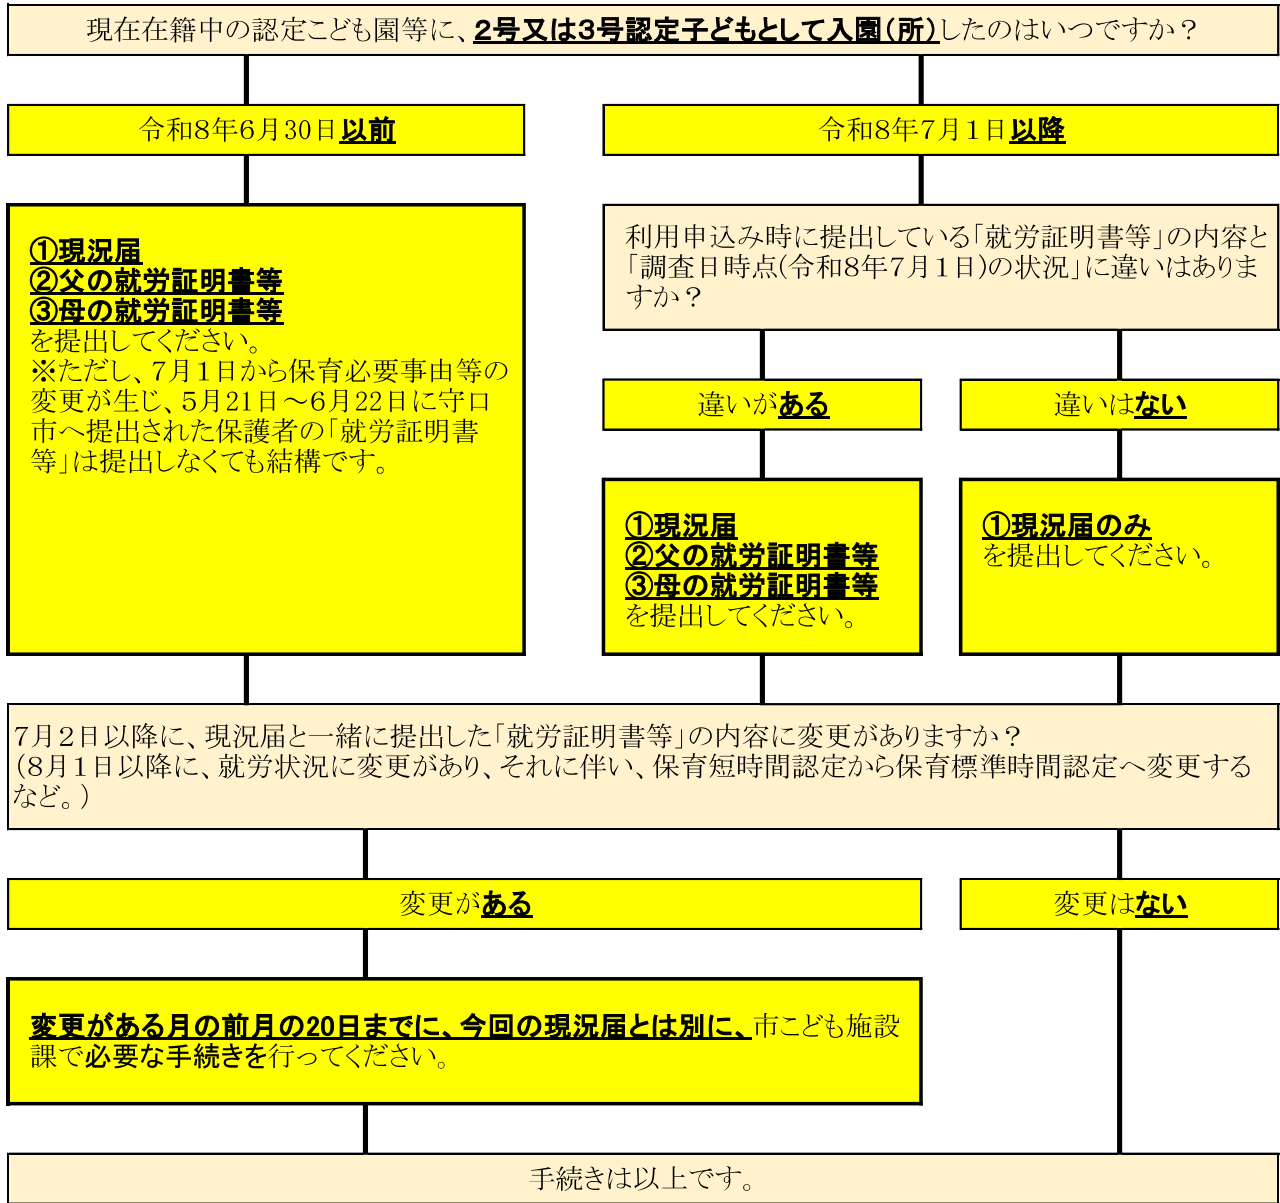 現在在籍中の認定こども園等に、２号又は３号認定子どもとして入園（所）したのはいつですか？
令和８年６月30日以前
令和８年７月１日以降
①現況届
②父の就労証明書等
③母の就労証明書等
を提出してください。
※ただし、７月１日から保育必要事由等の
変更が生じ、５月21日～６月22日に守口
市へ提出された保護者の「就労証明書
等」は提出しなくても結構です。
利用申込み時に提出している「就労証明書等」の内容と
「調査日時点(令和８年７月１日)の状況」に違いはありま
すか？
違いがある
違いはない
①現況届
②父の就労証明書等
③母の就労証明書等
を提出してください。
①現況届のみ
を提出してください。
７月２日以降に、現況届と一緒に提出した「就労証明書等」の内容に変更がありますか？
（８月１日以降に、就労状況に変更があり、それに伴い、保育短時間認定から保育標準時間認定へ変更する
など。）
変更がある
変更はない
変更がある月の前月の20日までに、今回の現況届とは別に、市こども施設
課で必要な手続きを行ってください。
手続きは以上です。